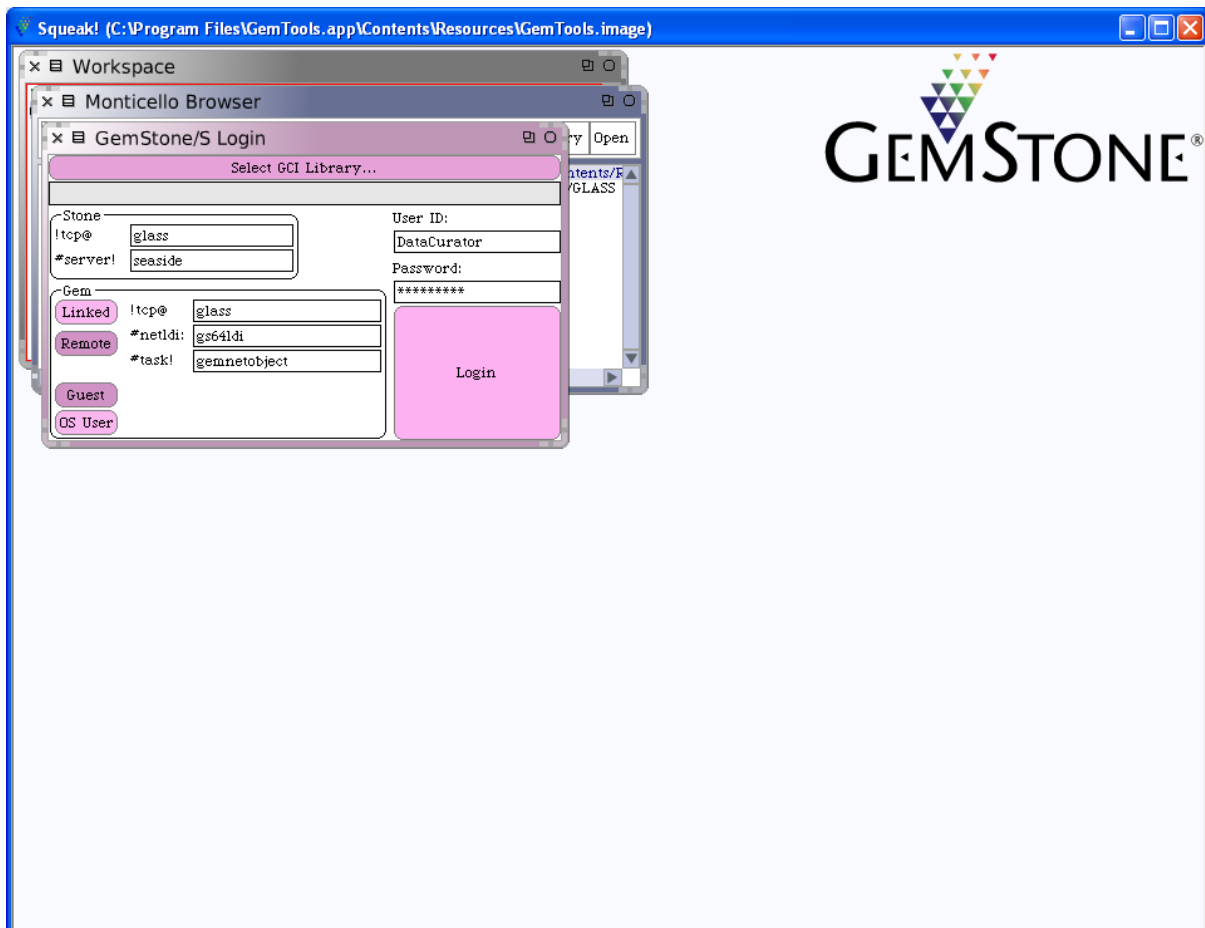 Squeak! (C:\Program Files\GemTools.app\Contents\Resources\GemTools.image)
Workspace
Monticello Browser
GemStone/S Login
Open
Select GCI Library...
/GLASS
Stone
!tcp@ glass
#server! seaside
User ID:
DataCurator
Password:
*********
Gem
Linked
Remote
!tcp@ glass
#netldi: gs64ldi
#task! gemnetobject
Guest
OS User
Login
GEMSTONE®